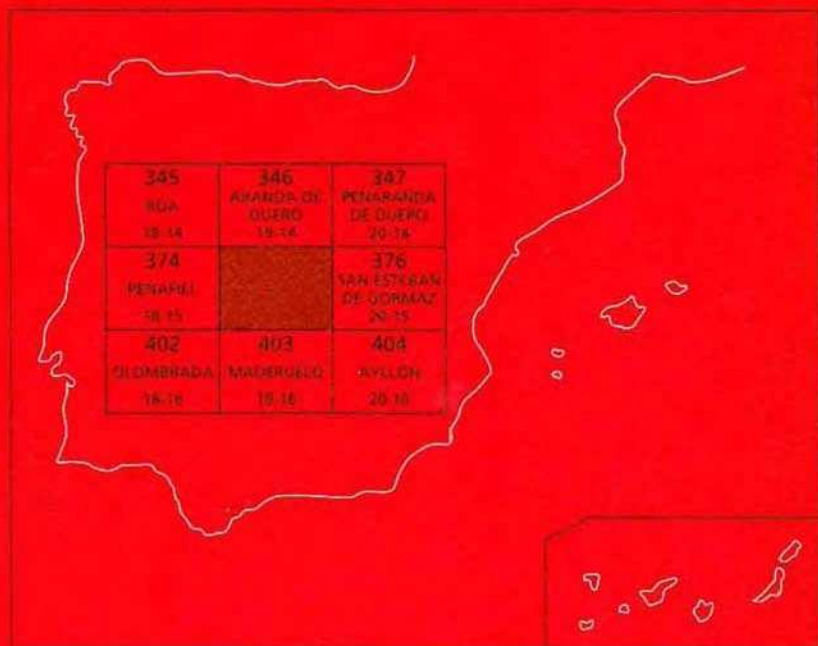 345
ROA
18-14
346
ARANDA DE
DUERO
19-14
347
PEÑARANDA
DE DUERO
20-14
374
PEÑAFIEL
18-15
376
SAN ESTEBAN
DE GORMAZ
20-15
402
OLOMBRADA
18-16
403
MADERUELO
19-16
404
AYLLON
20-16